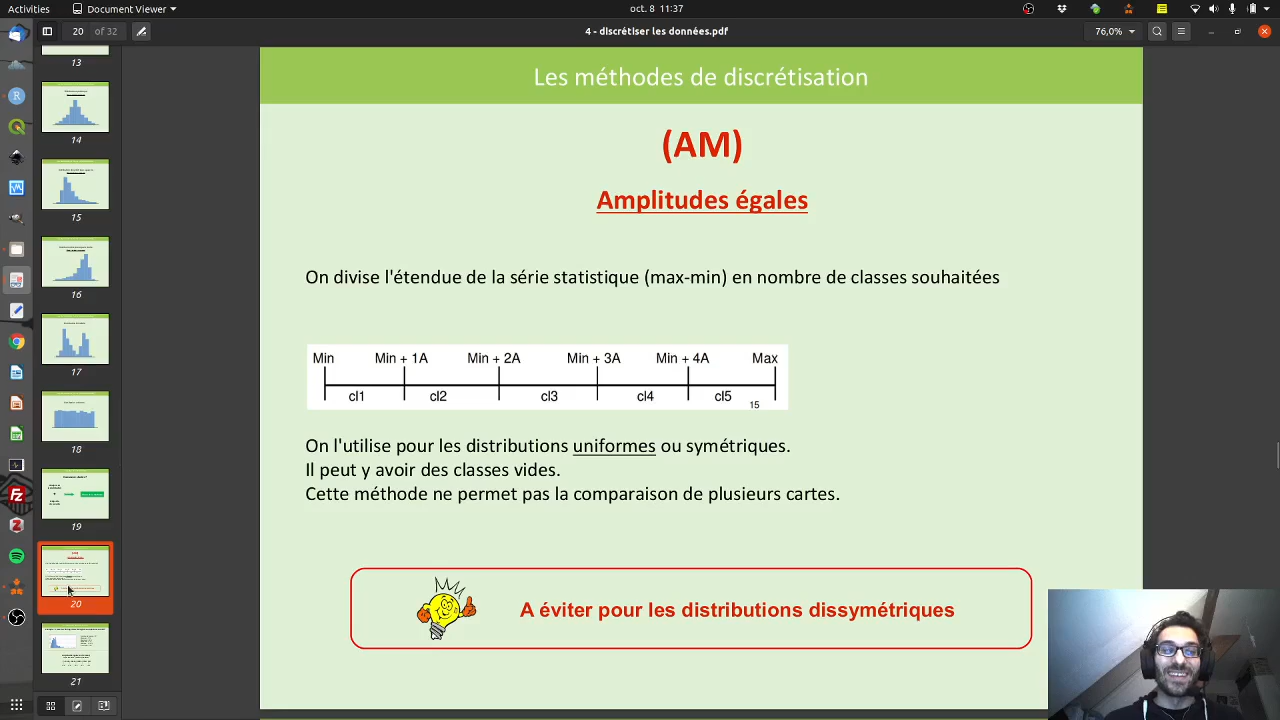 Activities
Document Viewer
oct. 8 11:37
20 of 32
4 - discrétiser les données.pdf
76,0%
13
14
15
16
17
18
19
20
21
Les méthodes de discrétisation
(AM)
Amplitudes égales
On divise l'étendue de la série statistique (max-min) en nombre de classes souhaitées
Min Min + 1A Min + 2A Min + 3A Min + 4A Max
cl1 cl2 cl3 cl4 cl5 15
On l'utilise pour les distributions uniformes ou symétriques.
Il peut y avoir des classes vides.
Cette méthode ne permet pas la comparaison de plusieurs cartes.
A éviter pour les distributions dissymétriques